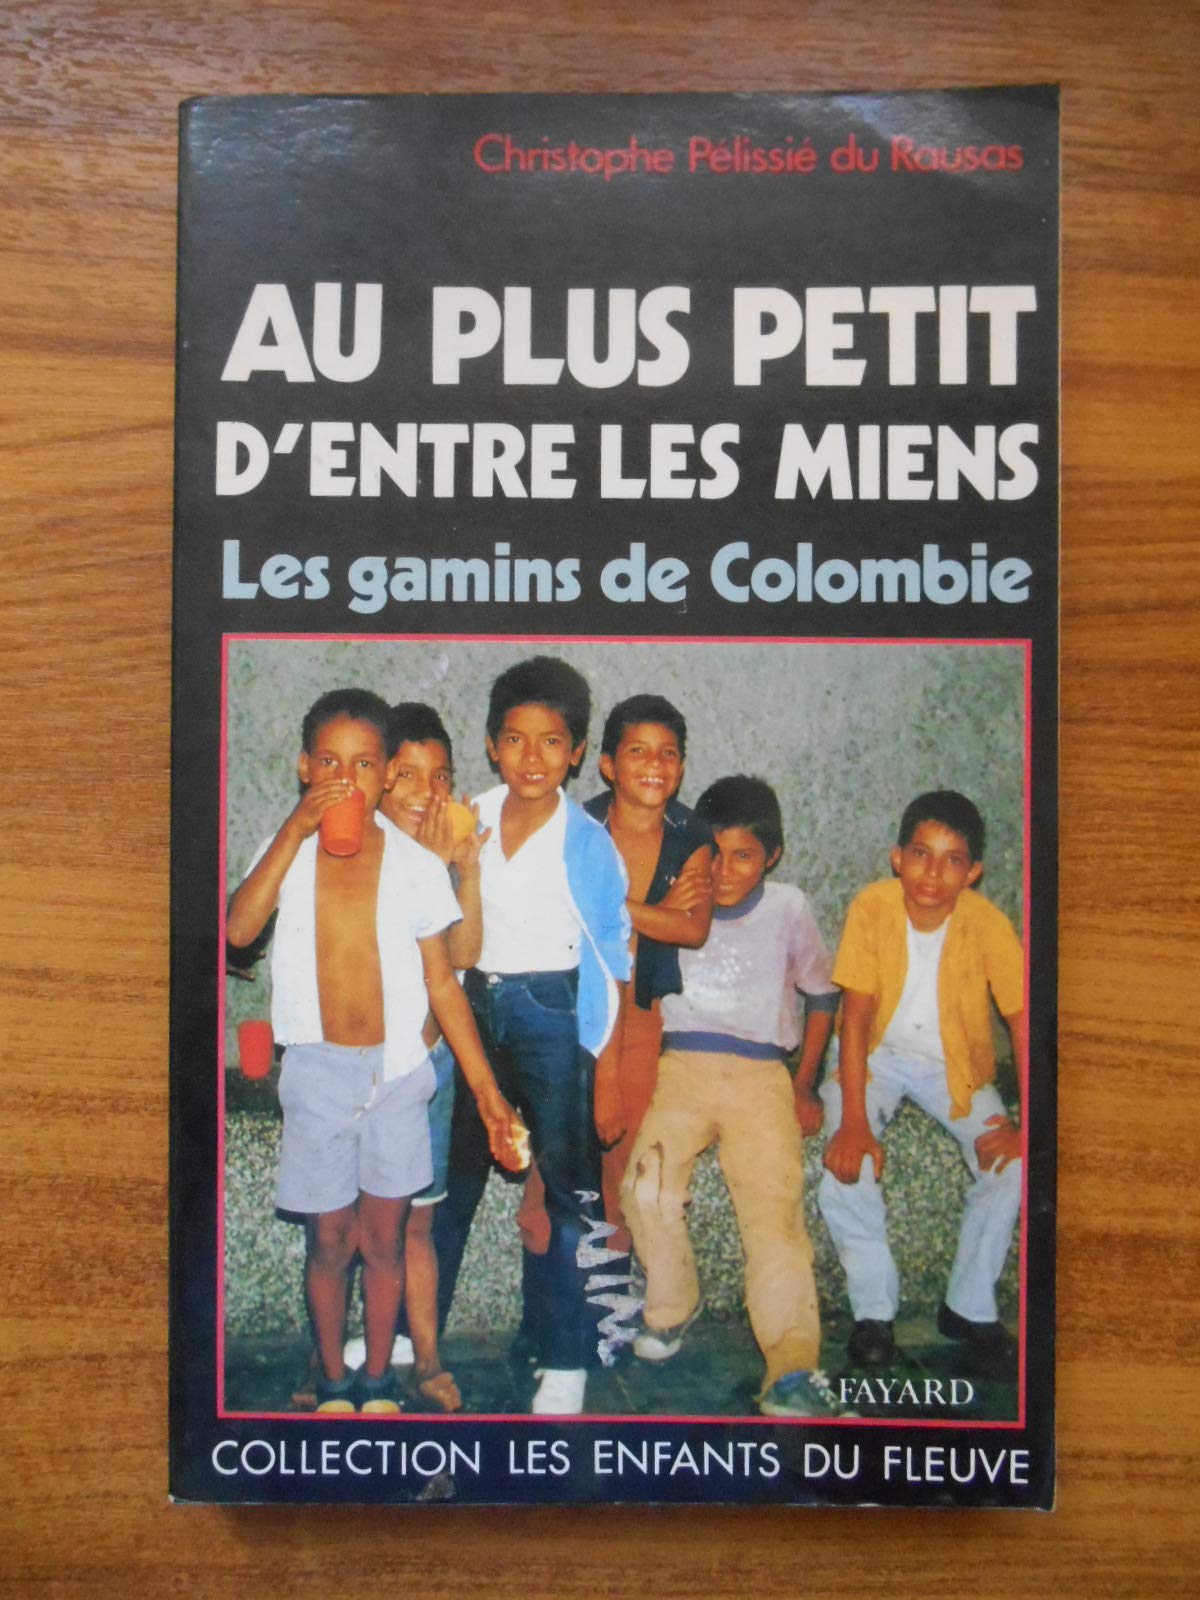 Christophe Pélissié du Rausas
AU PLUS PETIT
D'ENTRE LES MIENS
Les gamins de Colombie
FAYARD
COLLECTION LES ENFANTS DU FLEUVE